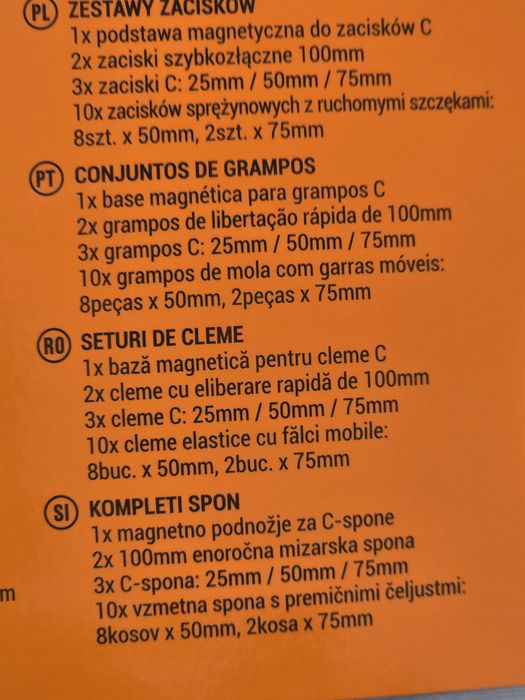 PL ZESTAWY ZACISKÓW
1x podstawa magnetyczna do zacisków C
2x zaciski szybkozłączne 100mm
3x zaciski C: 25mm / 50mm / 75mm
10x zacisków sprężynowych z ruchomymi szczękami:
8szt. x 50mm, 2szt. x 75mm
PT CONJUNTOS DE GRAMPOS
1x base magnética para grampos C
2x grampos de libertação rápida de 100mm
3x grampos C: 25mm / 50mm / 75mm
10x grampos de mola com garras móveis:
8peças x 50mm, 2peças x 75mm
RO SETURI DE CLEME
1x bază magnetică pentru cleme C
2x cleme cu eliberare rapidă de 100mm
3x cleme C: 25mm / 50mm / 75mm
10x cleme elastice cu fălci mobile:
8buc. x 50mm, 2buc. x 75mm
SI KOMPLETI SPON
1x magnetno podnožje za C-spone
2x 100mm enoročna mizarska spona
3x C-spona: 25mm / 50mm / 75mm
10x vzmetna spona s premičnimi čeljustmi:
8kosov x 50mm, 2kosa x 75mm
m